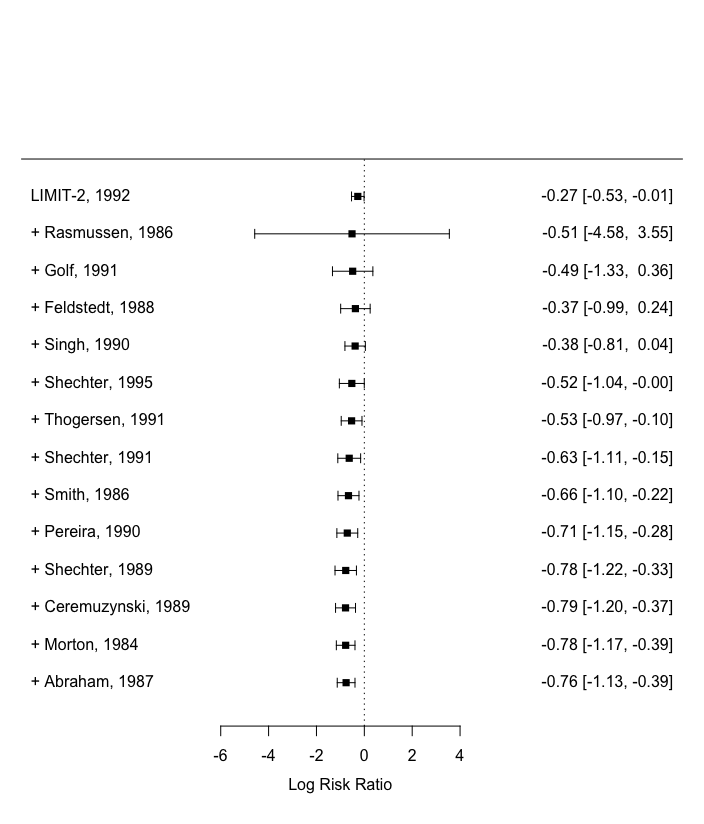 LIMIT-2, 1992 -0.27 [-0.53, -0.01]
+ Rasmussen, 1986 -0.51 [-4.58, 3.55]
+ Golf, 1991 -0.49 [-1.33, 0.36]
+ Feldstedt, 1988 -0.37 [-0.99, 0.24]
+ Singh, 1990 -0.38 [-0.81, 0.04]
+ Shechter, 1995 -0.52 [-1.04, -0.00]
+ Thogersen, 1991 -0.53 [-0.97, -0.10]
+ Shechter, 1991 -0.63 [-1.11, -0.15]
+ Smith, 1986 -0.66 [-1.10, -0.22]
+ Pereira, 1990 -0.71 [-1.15, -0.28]
+ Shechter, 1989 -0.78 [-1.22, -0.33]
+ Ceremuzynski, 1989 -0.79 [-1.20, -0.37]
+ Morton, 1984 -0.78 [-1.17, -0.39]
+ Abraham, 1987 -0.76 [-1.13, -0.39]
-6 -4 -2 0 2 4
Log Risk Ratio